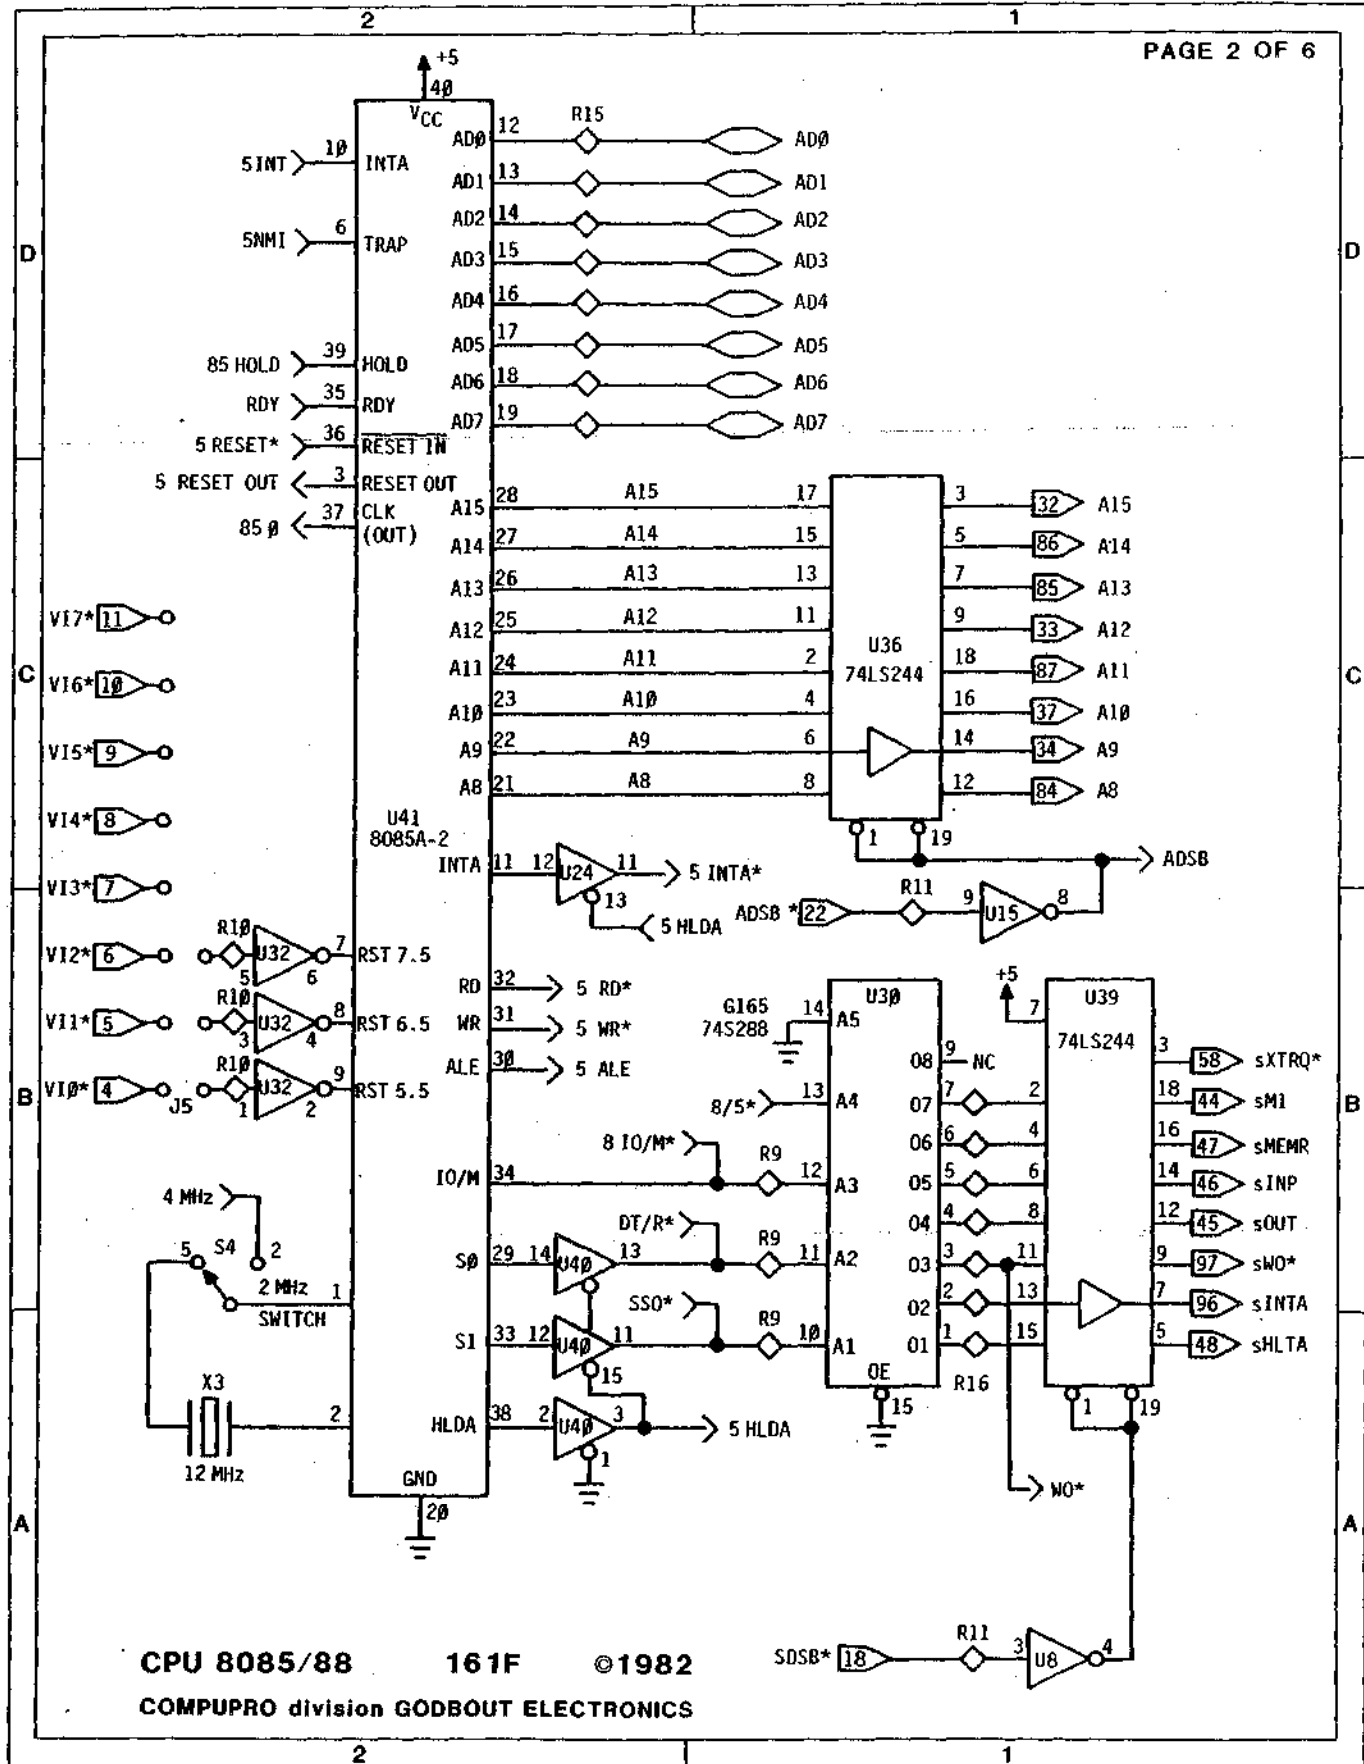 2 1
PAGE 2 OF 6
+5
40
VCC
AD0 12 R15 AD0
5INT 10 INTA
AD1 13 AD1
AD2 14 AD2
5NMI 6 TRAP
AD3 15 AD3
D D
AD4 16 AD4
AD5 17 AD5
85 HOLD 39 HOLD
AD6 18 AD6
RDY 35 RDY
AD7 19 AD7
5 RESET* 36 RESET IN
5 RESET OUT 3 RESET OUT
85 Ø 37 CLK
(OUT)
A15 28 A15 17 3 32 A15
A14 27 A14 15 5 86 A14
A13 26 A13 13 7 85 A13
A12 25 A12 11 9 33 A12
U36
74LS244
A11 24 A11 2 18 87 A11
A10 23 A10 4 16 37 A10
A9 22 A9 6 14 34 A9
A8 21 A8 8 12 84 A8
1 19
ADSB
VI7* 11
C C
VI6* 10
VI5* 9
VI4* 8
U41
8085A-2
INTA 11 12 U24 11 5 INTA*
13
5 HLDA
VI3* 7
ADSB* 22 R11 9 U15 8
VI2* 6 R10 5 U32 6 7 RST 7.5
VI1* 5 R10 3 U32 4 8 RST 6.5
VI0* 4 J5 R10 1 U32 2 9 RST 5.5
RD 32 5 RD*
WR 31 5 WR*
ALE 30 5 ALE
B B
G165
74S288
U30
14 A5
O8 9 NC
8/5* 13 A4
O7 7 2
O6 6 4
8 IO/M*
IO/M 34 R9 12 A3
O5 5 6
O4 4 8
DT/R*
S0 29 14 U40 13 R9 11 A2
O3 3 11
SSO*
O2 2 13
S1 33 12 U40 11 R9 10 A1
15
O1 1 15
OE
15
R16
+5
7
U39
74LS244
3 58 sXTRQ*
18 44 sM1
16 47 sMEMR
14 46 sINP
12 45 sOUT
9 97 sWO*
7 96 sINTA
5 48 sHLTA
1 19
WO*
4 MHz
5 S4 2
2 MHz
SWITCH
1
X3
12 MHz
2
HLDA 38 2 U40 3 5 HLDA
1
GND
20
A A
SDSB* 18 R11 3 U8 4
CPU 8085/88 161F ©1982
COMPUPRO division GODBOUT ELECTRONICS
2 1